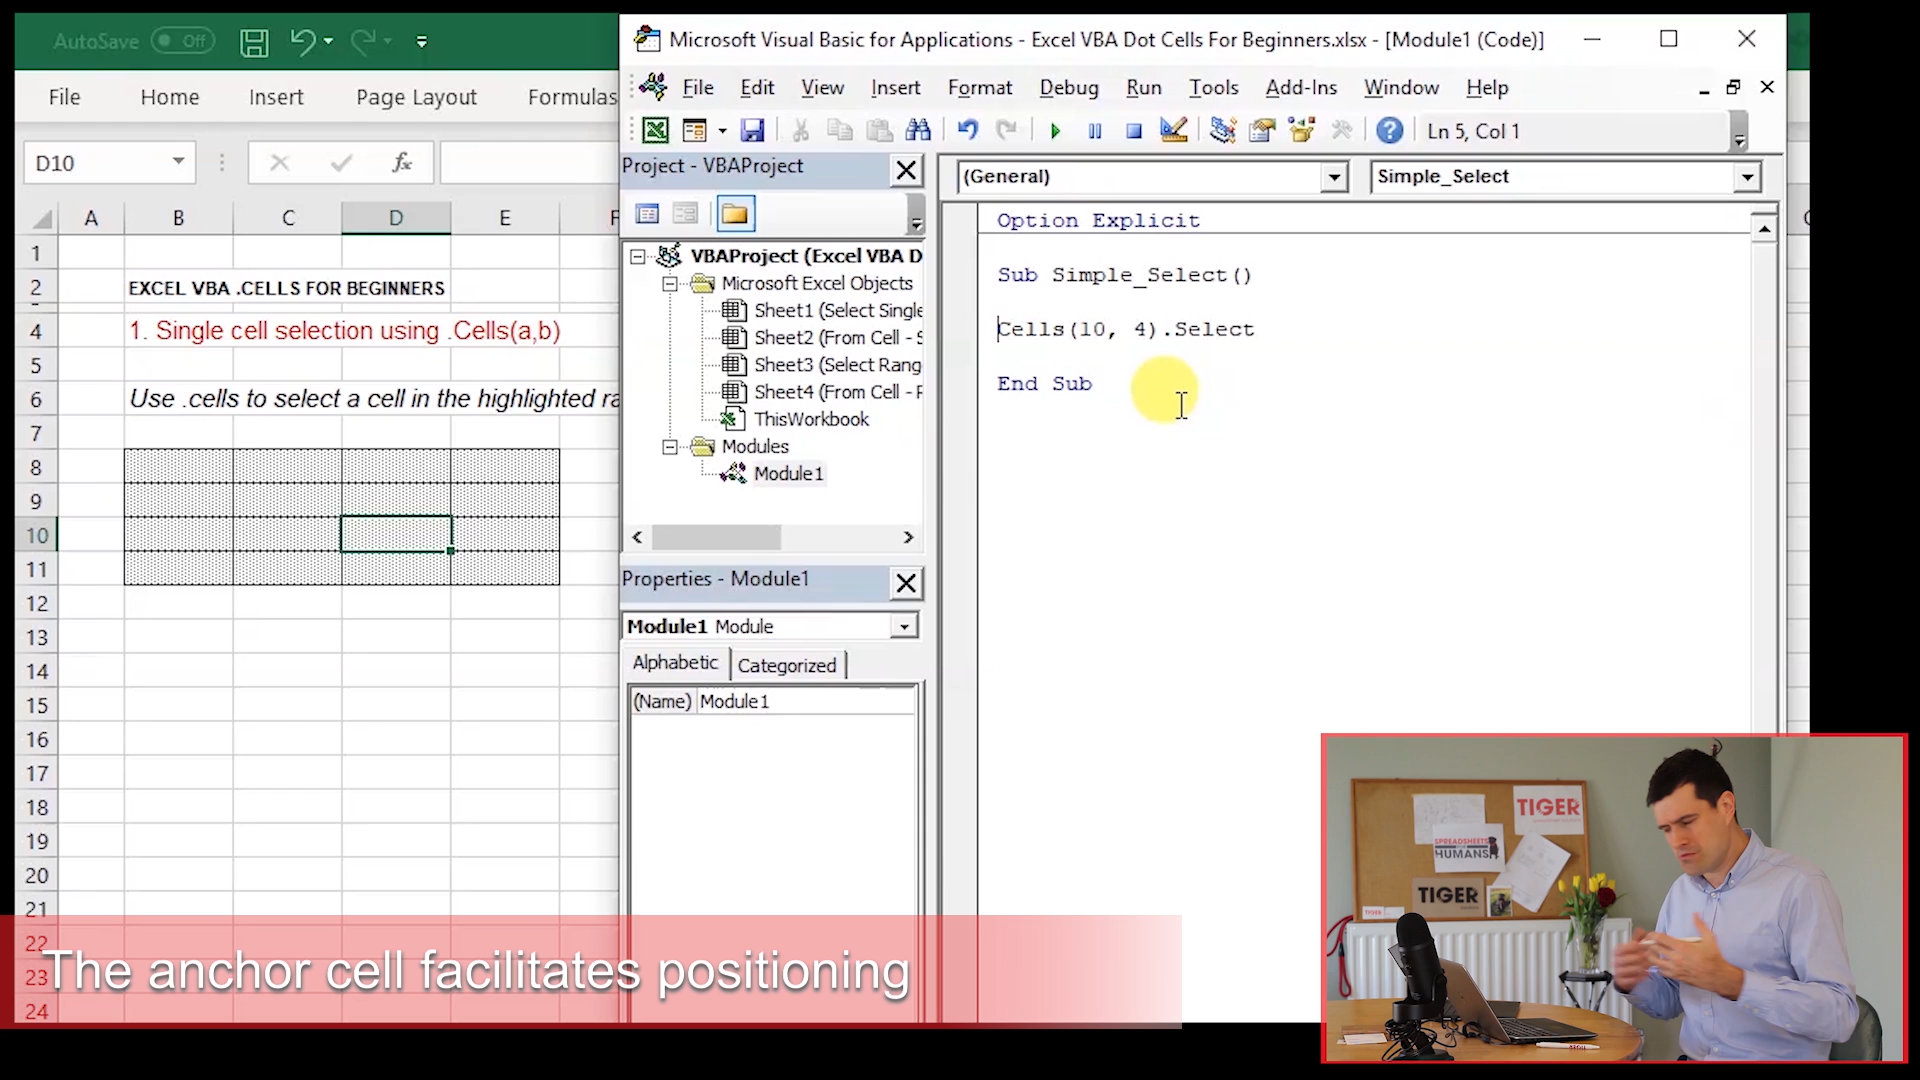 AutoSave Off
File Home Insert Page Layout Formulas
D10
fx
A B C D E F
1
2 EXCEL VBA .CELLS FOR BEGINNERS
4 1. Single cell selection using .Cells(a,b)
5
6 Use .cells to select a cell in the highlighted ra
7
8
9
10
11
12
13
14
15
16
17
18
19
20
21
22
23
24
The anchor cell facilitates positioning
Microsoft Visual Basic for Applications - Excel VBA Dot Cells For Beginners.xlsx - [Module1 (Code)]
File Edit View Insert Format Debug Run Tools Add-Ins Window Help
Ln 5, Col 1
Project - VBAProject
VBAProject (Excel VBA D
Microsoft Excel Objects
Sheet1 (Select Single
Sheet2 (From Cell - S
Sheet3 (Select Rang
Sheet4 (From Cell - F
ThisWorkbook
Modules
Module1
Properties - Module1
Module1 Module
Alphabetic Categorized
(Name) Module1
(General) Simple_Select
Option Explicit
Sub Simple_Select()
Cells(10, 4).Select
End Sub
TIGER
SPREADSHEETS
HUMANS
TIGER